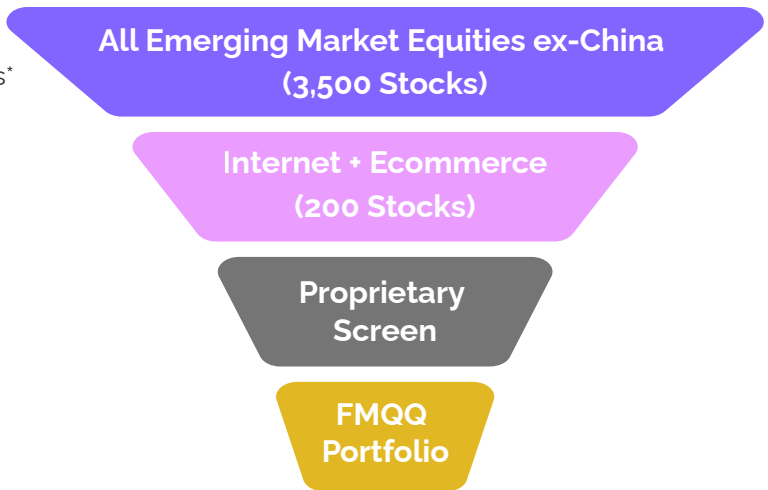 All Emerging Market Equities ex-China
(3,500 Stocks)
s*
Internet + Ecommerce
(200 Stocks)
Proprietary
Screen
FMQQ
Portfolio